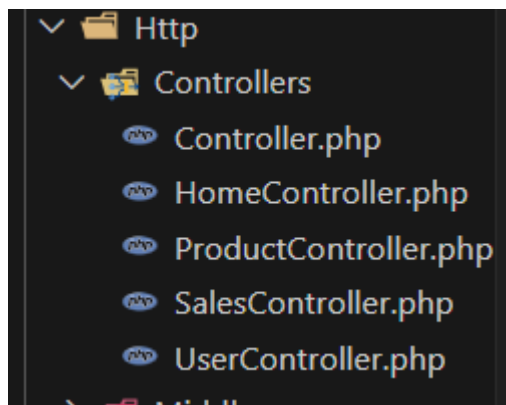 Http
Controllers
Controller.php
HomeController.php
ProductController.php
SalesController.php
UserController.php